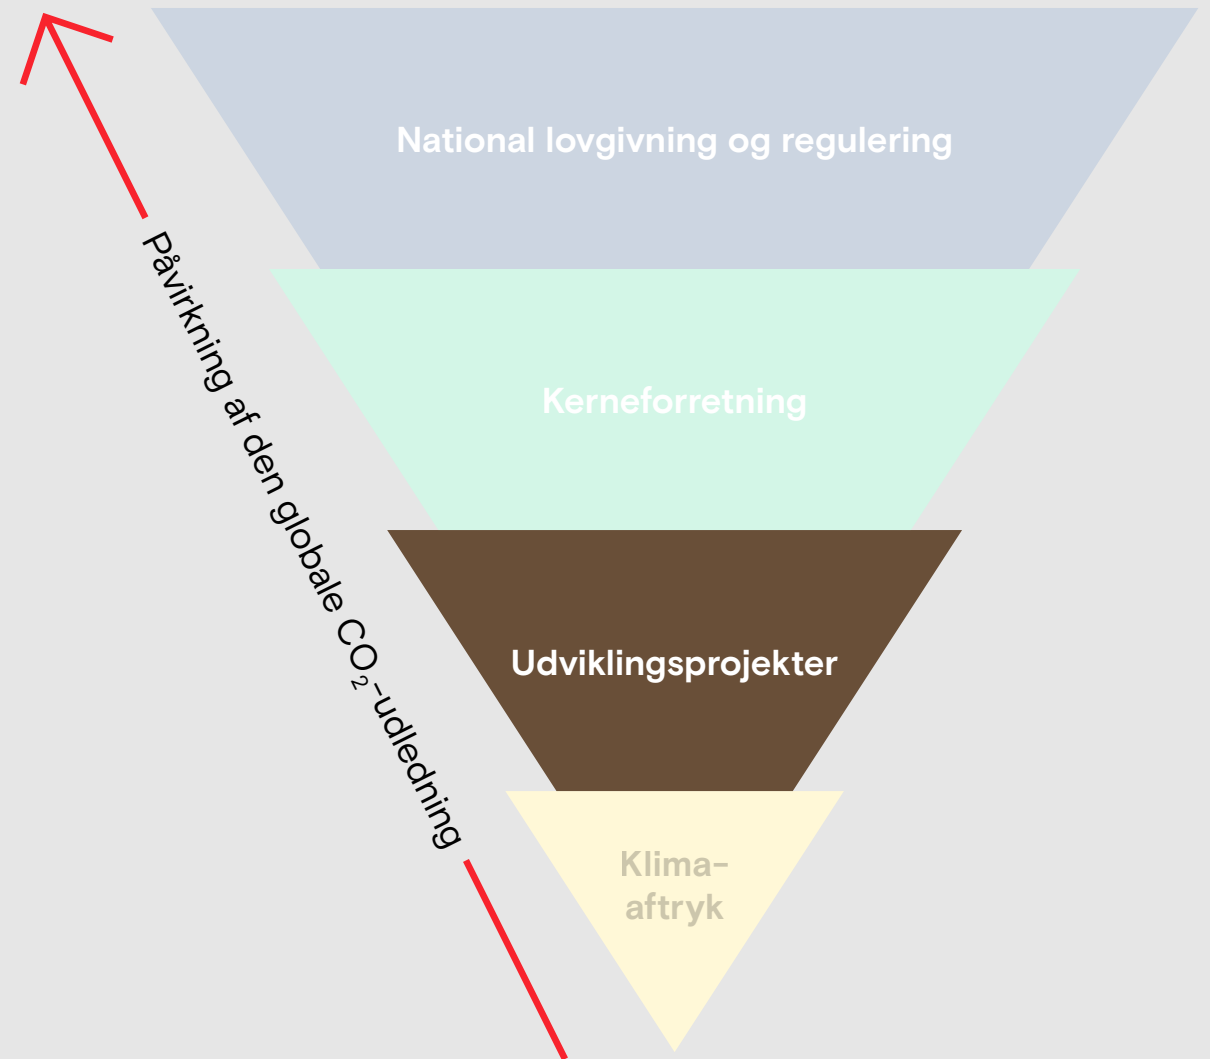 National lovgivning og regulering
Påvirkning af den globale CO₂-udledning
Kerneforretning
Udviklingsprojekter
Klima-
aftryk